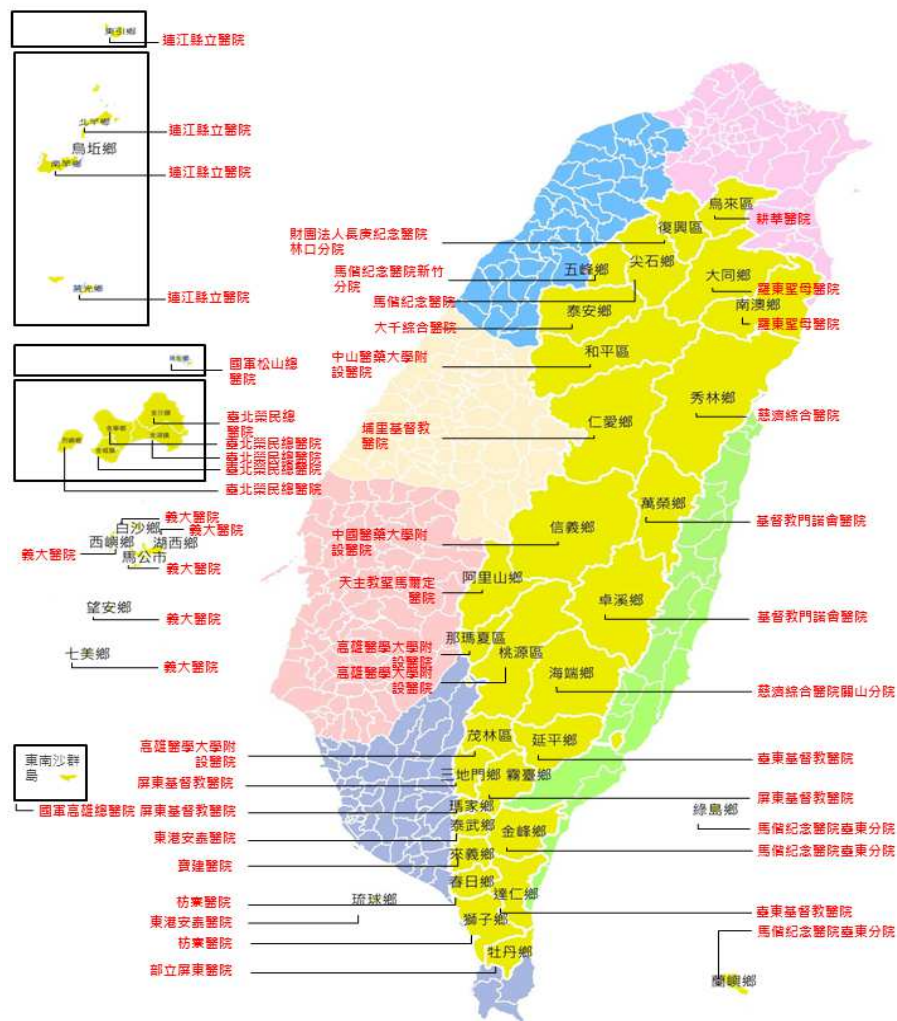 東引鄉
連江縣立醫院
北竿鄉
連江縣立醫院
烏坵鄉
南竿鄉
連江縣立醫院
莒光鄉
連江縣立醫院
國軍松山總
醫院
金沙鎮
金寧鄉
金湖鎮
金城鎮
烈嶼鄉
臺北榮民總
醫院
臺北榮民總醫院
臺北榮民總醫院
臺北榮民總醫院
臺北榮民總醫院
義大醫院
白沙鄉
義大醫院
西嶼鄉
湖西鄉
義大醫院
馬公市
義大醫院
望安鄉
義大醫院
七美鄉
義大醫院
東南沙群
島
國軍高雄總醫院
烏來區
耕莘醫院
復興區
財團法人長庚紀念醫院
林口分院
尖石鄉
五峰鄉
馬偕紀念醫院新竹
分院
大同鄉
羅東聖母醫院
馬偕紀念醫院
南澳鄉
泰安鄉
羅東聖母醫院
大千綜合醫院
和平區
中山醫藥大學附
設醫院
秀林鄉
慈濟綜合醫院
仁愛鄉
埔里基督教
醫院
萬榮鄉
基督教門諾會醫院
信義鄉
中國醫藥大學附
設醫院
阿里山鄉
天主教聖馬爾定
醫院
卓溪鄉
基督教門諾會醫院
那瑪夏區
高雄醫學大學附
設醫院
桃源區
高雄醫學大學附
設醫院
海端鄉
慈濟綜合醫院關山分院
茂林區
高雄醫學大學附
設醫院
延平鄉
臺東基督教醫院
三地門鄉
霧臺鄉
屏東基督教醫院
屏東基督教醫院
瑪家鄉
屏東基督教醫院
綠島鄉
馬偕紀念醫院臺東分院
泰武鄉
東港安泰醫院
金峰鄉
馬偕紀念醫院臺東分院
來義鄉
寶建醫院
春日鄉
枋寮醫院
達仁鄉
臺東基督教醫院
琉球鄉
東港安泰醫院
獅子鄉
枋寮醫院
馬偕紀念醫院臺東分院
牡丹鄉
部立屏東醫院
蘭嶼鄉